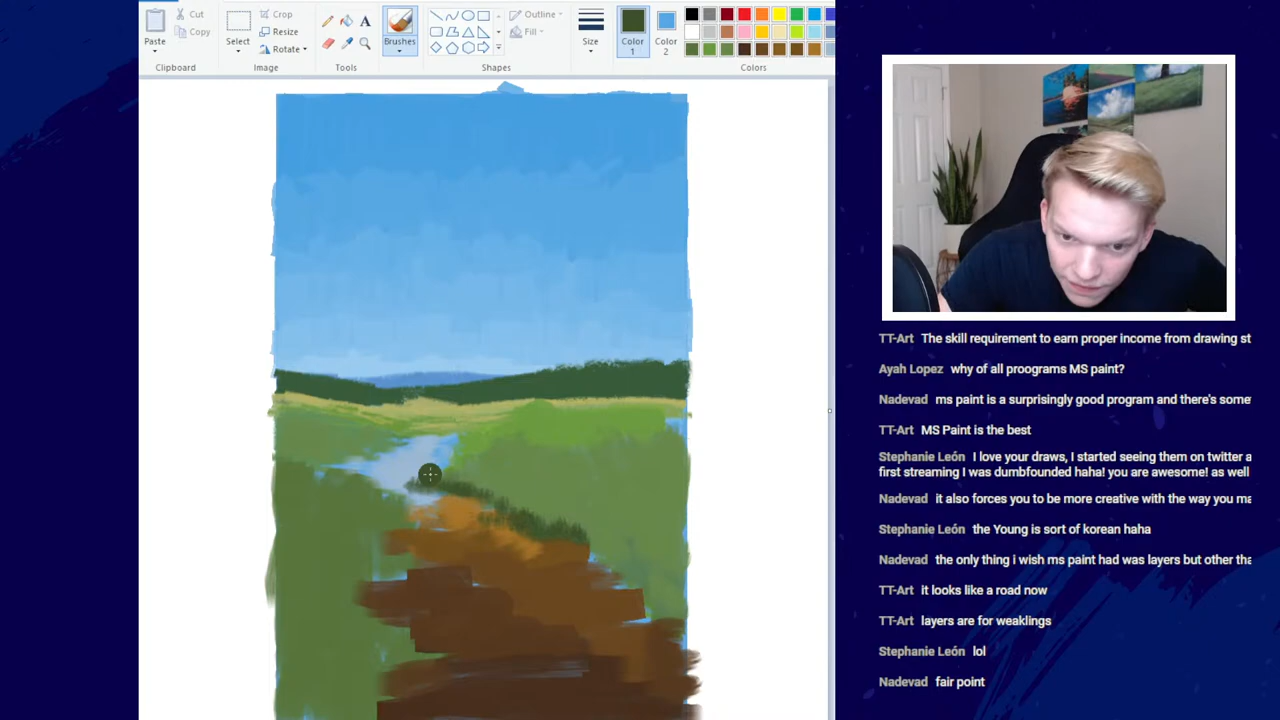 Paste
Cut
Copy
Clipboard
Select
Crop
Resize
Rotate
Image
A
Tools
Brushes
Outline
Fill
Shapes
Size
Color
1
Color
2
Colors
TT-Art The skill requirement to earn proper income from drawing st
Ayah Lopez why of all proograms MS paint?
Nadevad ms paint is a surprisingly good program and there's some
TT-Art MS Paint is the best
Stephanie León I love your draws, I started seeing them on twitter a
first streaming I was dumbfounded haha! you are awesome! as well
Nadevad it also forces you to be more creative with the way you ma
Stephanie León the Young is sort of korean haha
Nadevad the only thing i wish ms paint had was layers but other tha
TT-Art it looks like a road now
TT-Art layers are for weaklings
Stephanie León lol
Nadevad fair point